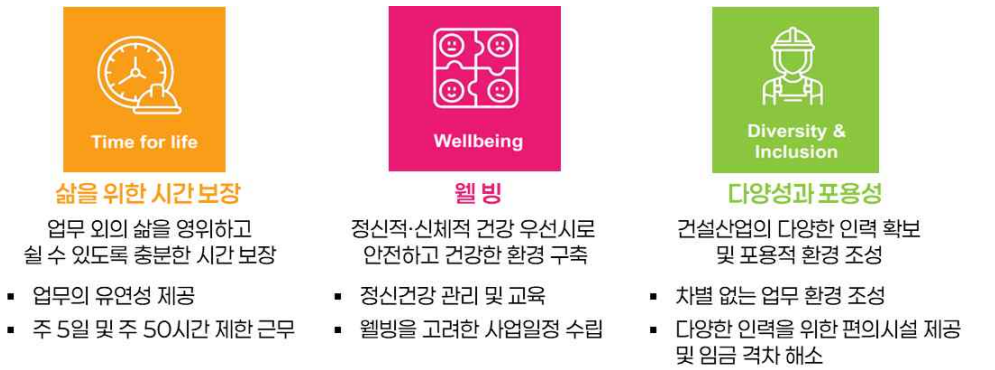 Time for life
삶을 위한 시간 보장
업무 외의 삶을 영위하고
쉴 수 있도록 충분한 시간 보장
▪ 업무의 유연성 제공
▪ 주 5일 및 주 50시간 제한 근무
Wellbeing
웰 빙
정신적·신체적 건강 우선시로
안전하고 건강한 환경 구축
▪ 정신건강 관리 및 교육
▪ 웰빙을 고려한 사업일정 수립
Diversity &
Inclusion
다양성과 포용성
건설산업의 다양한 인력 확보
및 포용적 환경 조성
▪ 차별 없는 업무 환경 조성
▪ 다양한 인력을 위한 편의시설 제공
및 임금 격차 해소